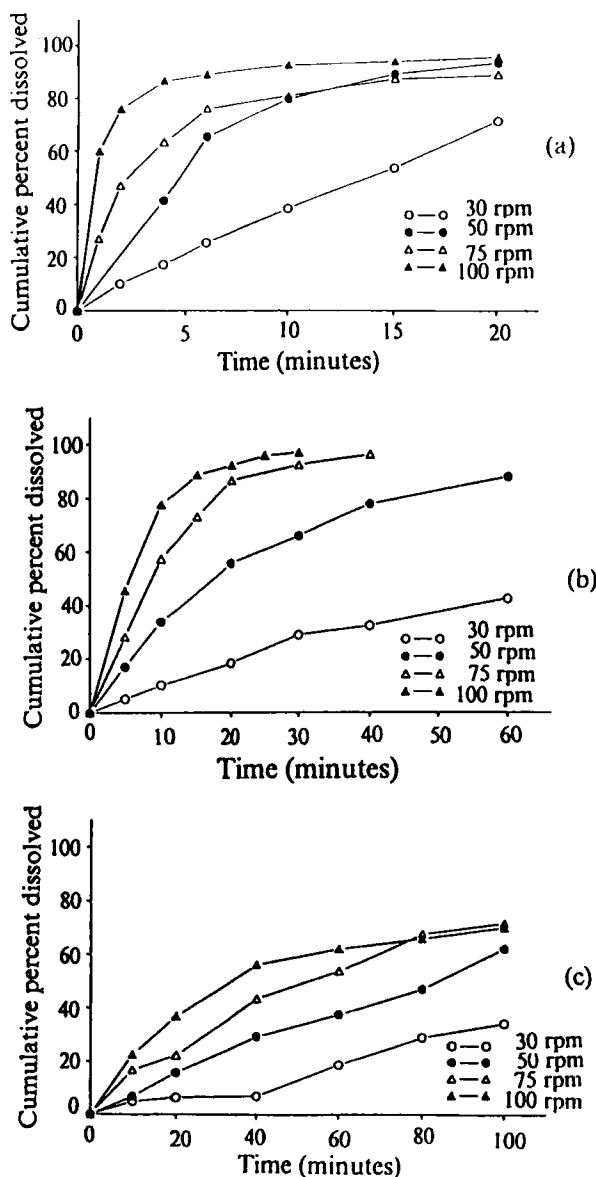 Cumulative percent dissolved
100
80
60
40
20
0
0 5 10 15 20
Time (minutes)
30 rpm
50 rpm
75 rpm
100 rpm
(a)
Cumulative percent dissolved
100
80
60
40
20
0
0 10 20 30 40 50 60
Time (minutes)
30 rpm
50 rpm
75 rpm
100 rpm
(b)
Cumulative percent dissolved
100
80
60
40
20
0
0 20 40 60 80 100
Time (minutes)
30 rpm
50 rpm
75 rpm
100 rpm
(c)